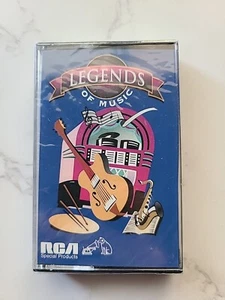 LEGENDS
OF MUSIC
RCA
Special Products